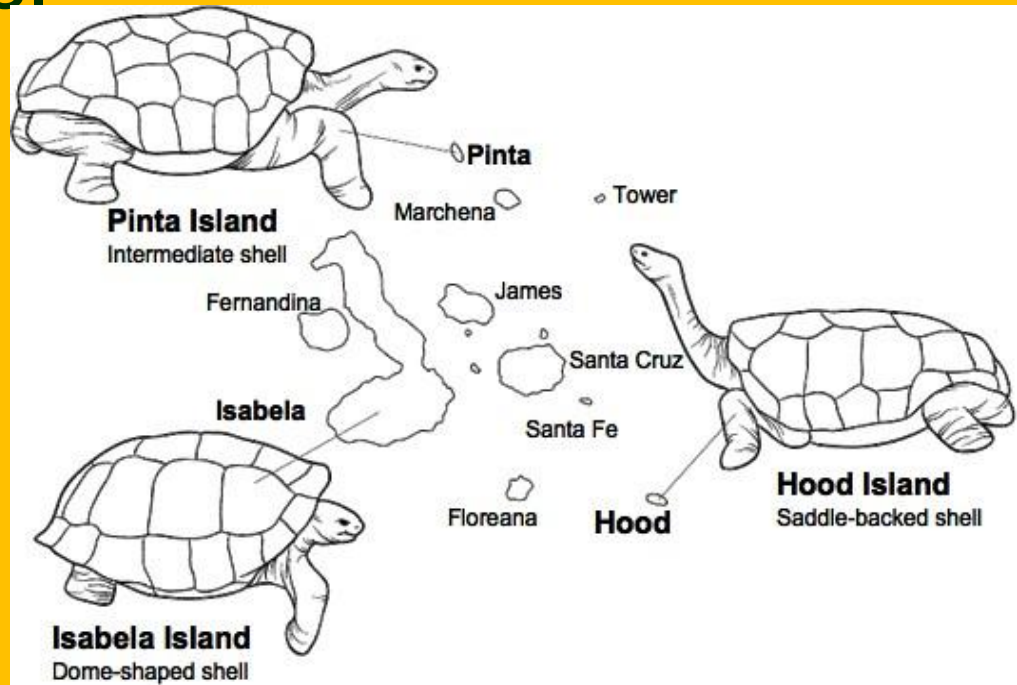 Pinta
Tower
Marchena
Pinta Island
Intermediate shell
Fernandina
James
Santa Cruz
Isabela
Santa Fe
Floreana
Hood
Hood Island
Saddle-backed shell
Isabela Island
Dome-shaped shell